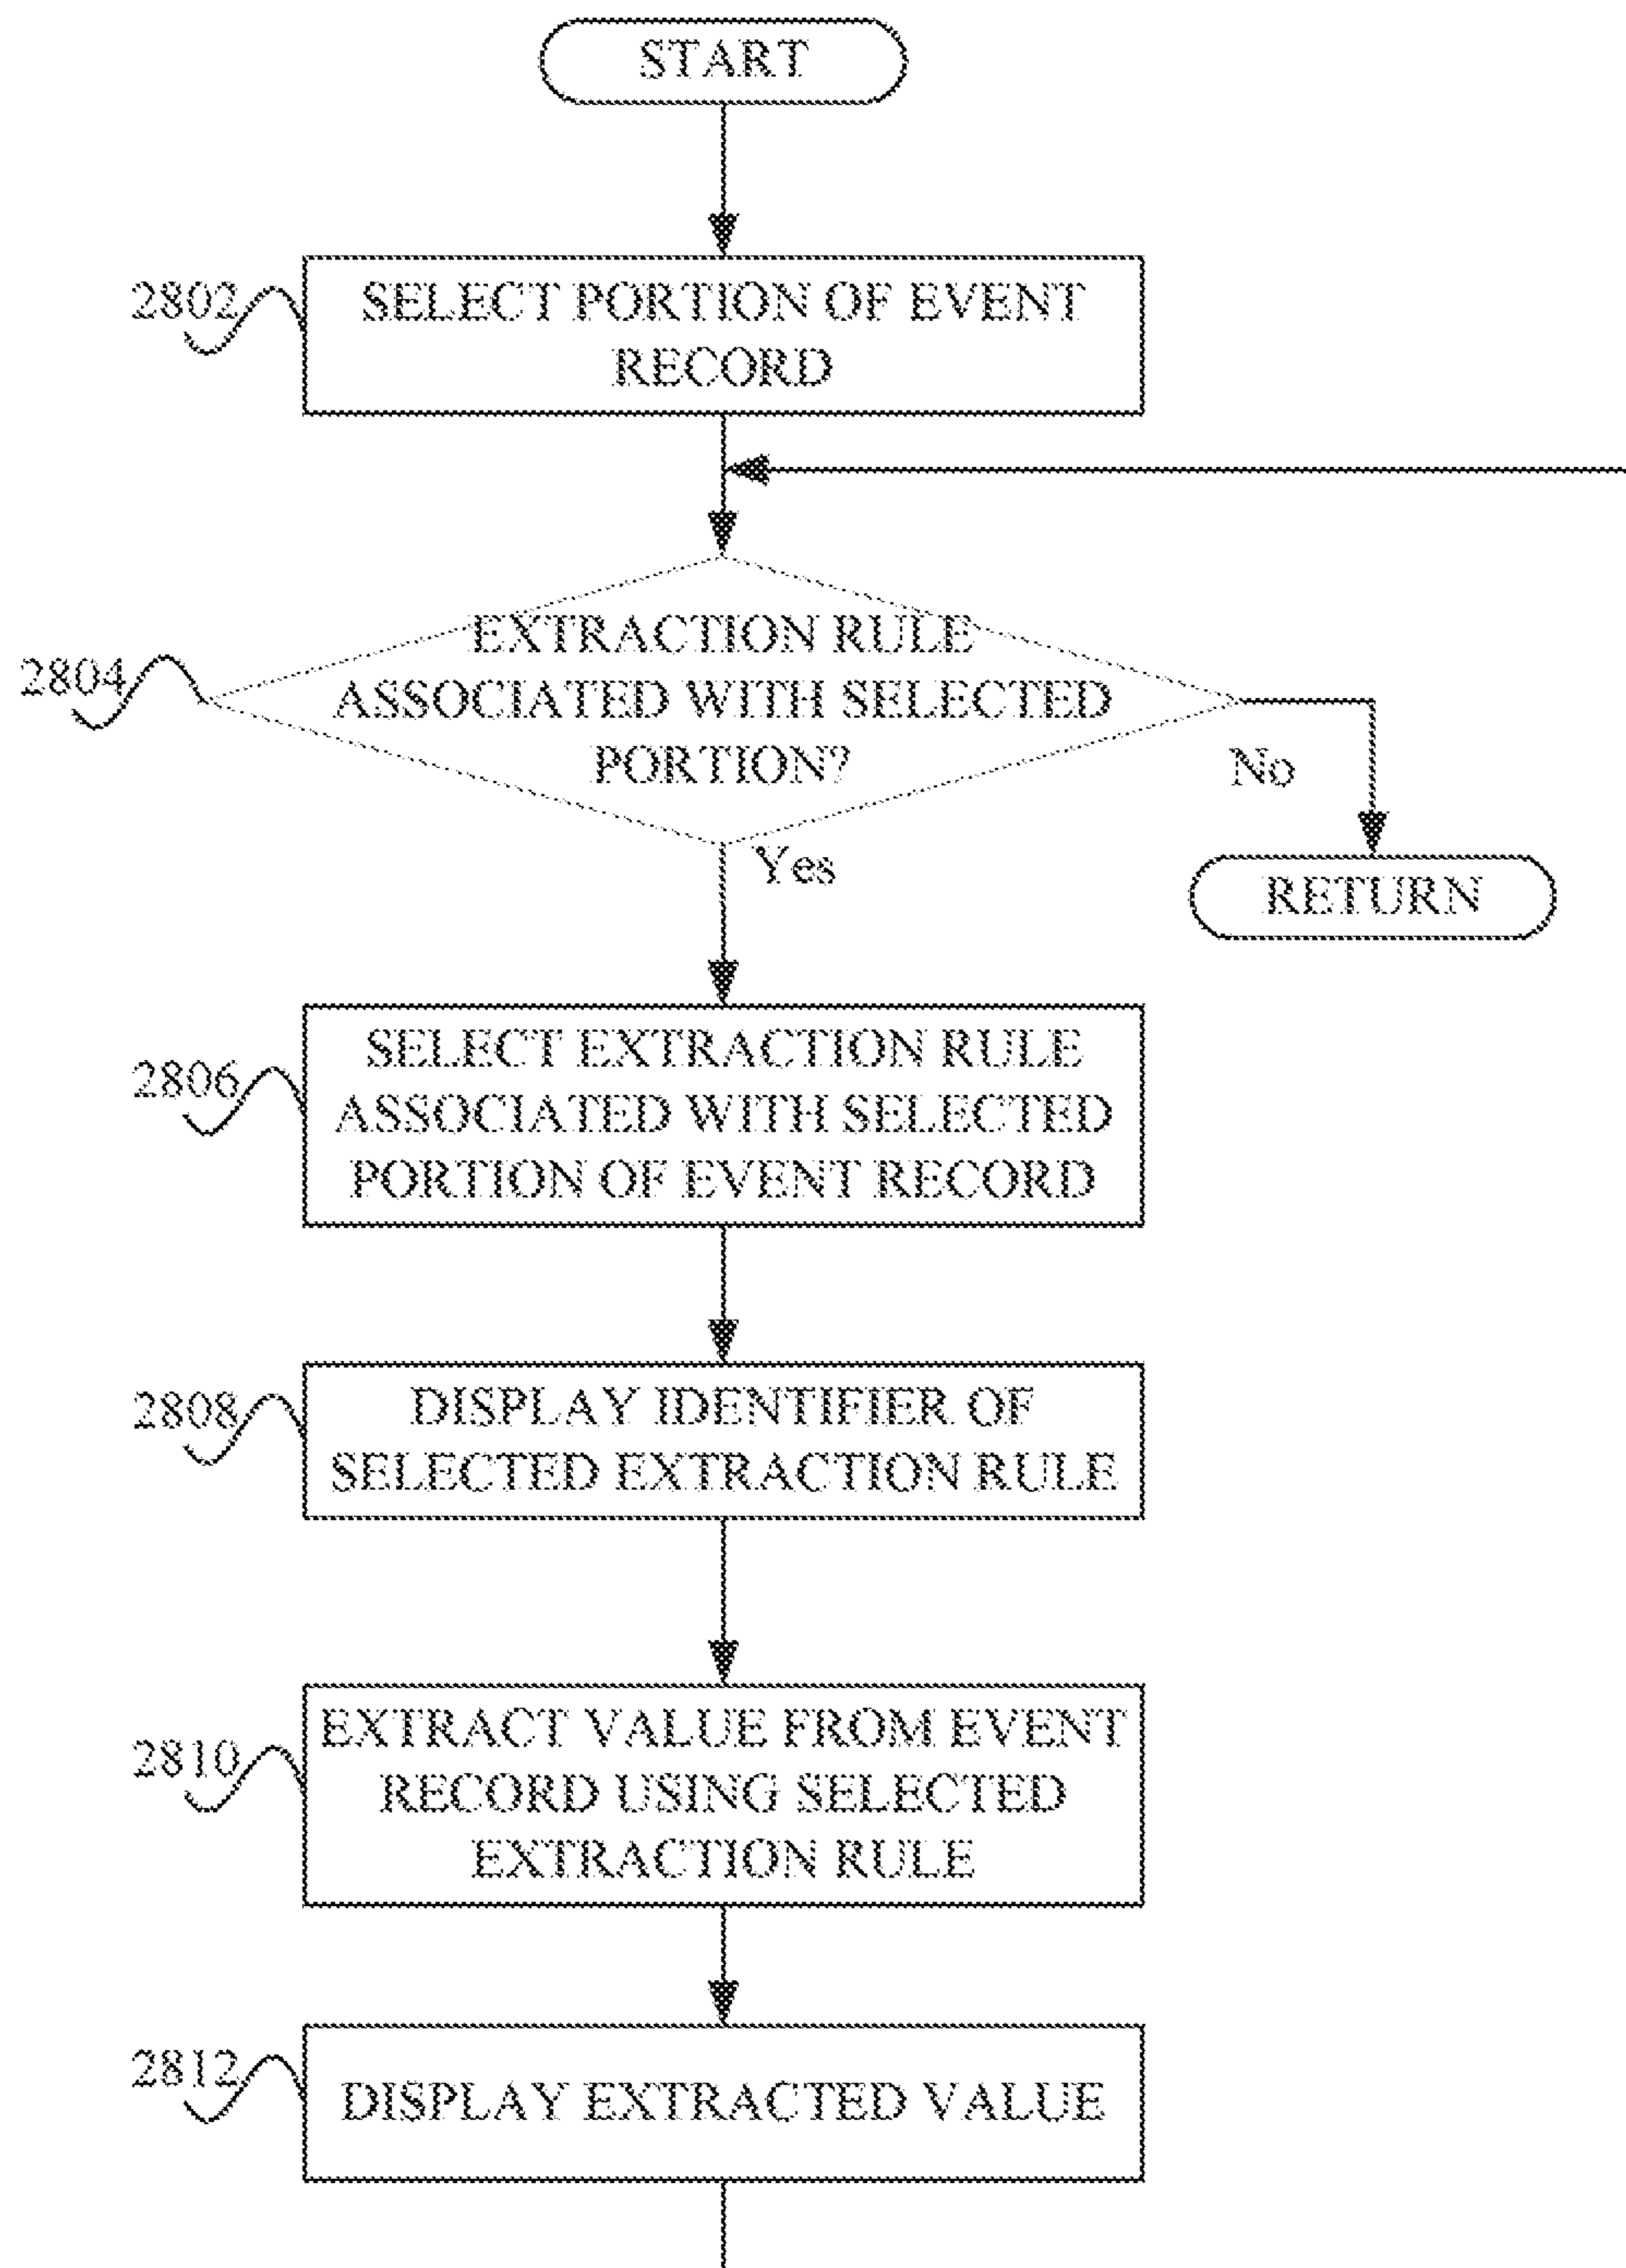 START
2802
SELECT PORTION OF EVENT
RECORD
2804
EXTRACTION RULE
ASSOCIATED WITH SELECTED
PORTION?
No
Yes
RETURN
2806
SELECT EXTRACTION RULE
ASSOCIATED WITH SELECTED
PORTION OF EVENT RECORD
2808
DISPLAY IDENTIFIER OF
SELECTED EXTRACTION RULE
2810
EXTRACT VALUE FROM EVENT
RECORD USING SELECTED
EXTRACTION RULE
2812
DISPLAY EXTRACTED VALUE